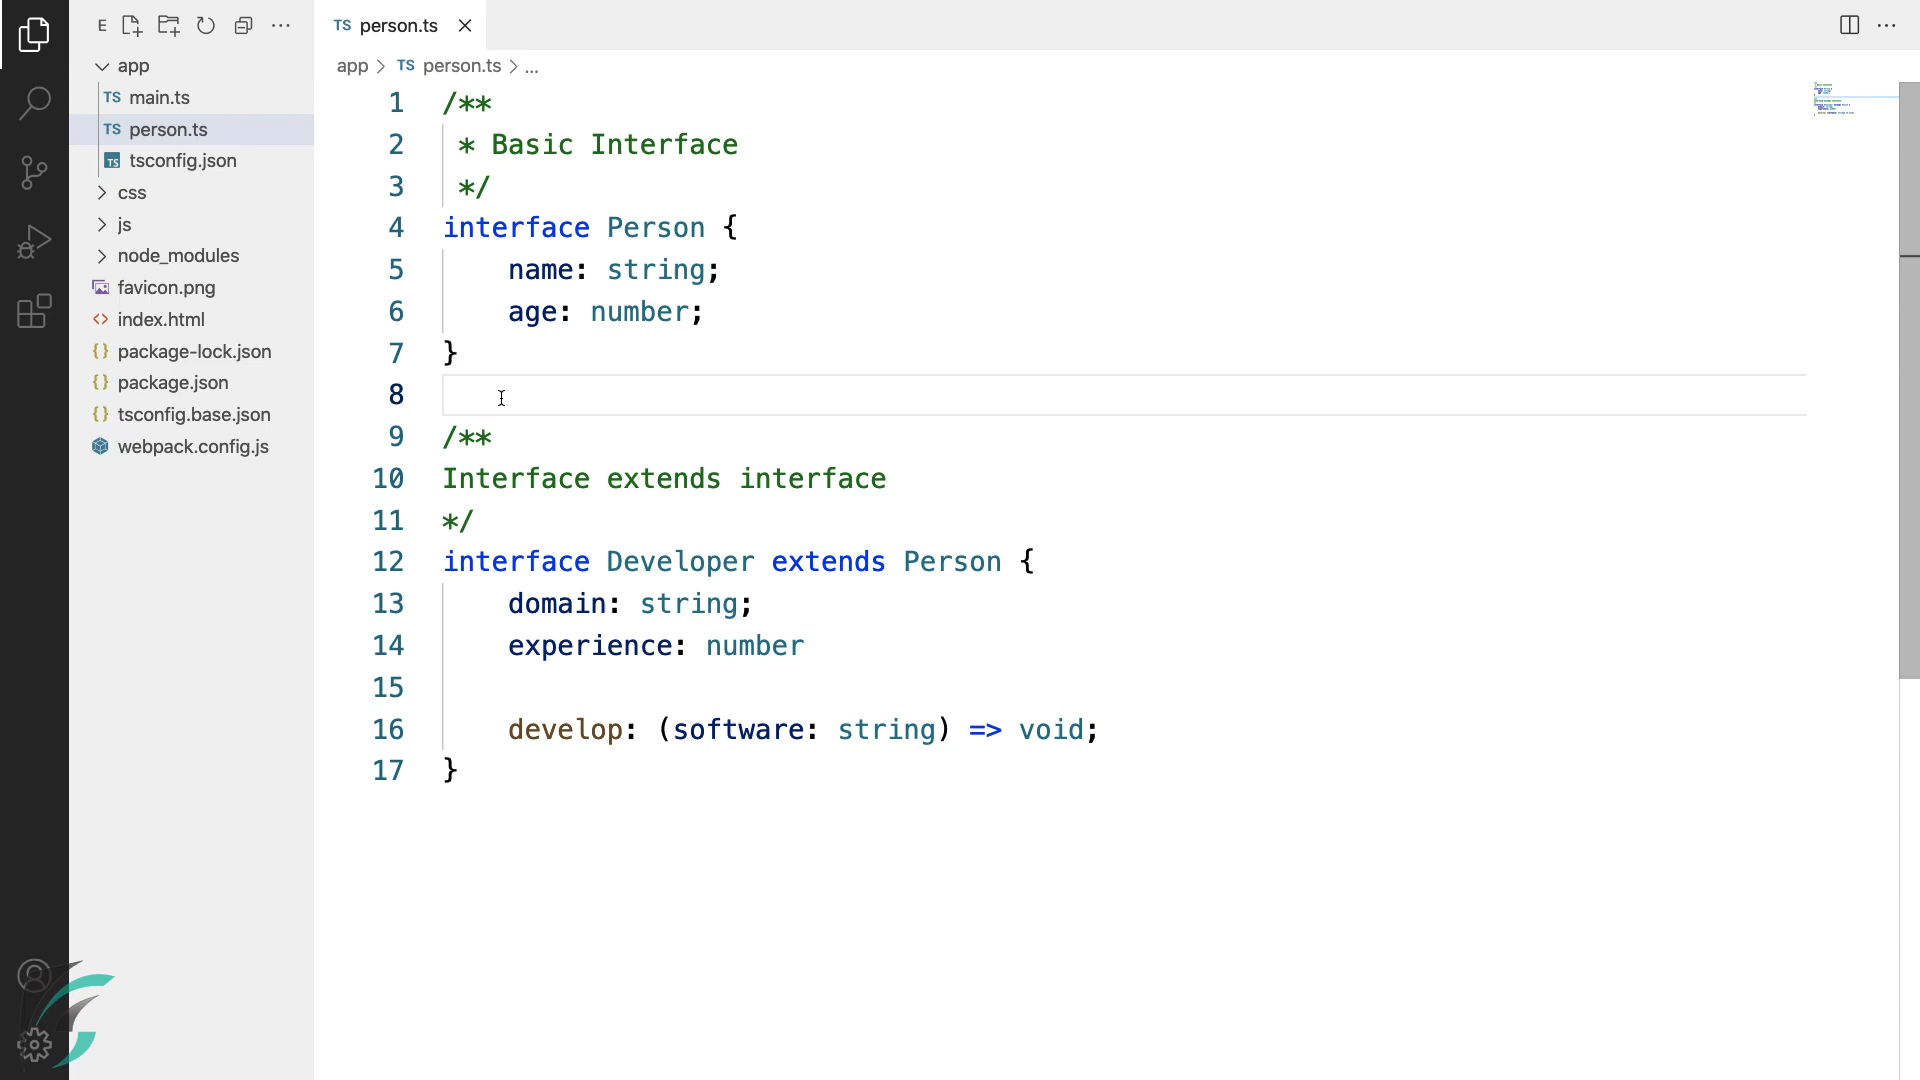 E
app
TS main.ts
TS person.ts
TS tsconfig.json
css
js
node_modules
favicon.png
<> index.html
{} package-lock.json
{} package.json
{} tsconfig.base.json
webpack.config.js
TS person.ts
app > TS person.ts > ...
1 /**
2 * Basic Interface
3 */
4 interface Person {
5 name: string;
6 age: number;
7 }
8
9 /**
10 Interface extends interface
11 */
12 interface Developer extends Person {
13 domain: string;
14 experience: number
15
16 develop: (software: string) => void;
17 }